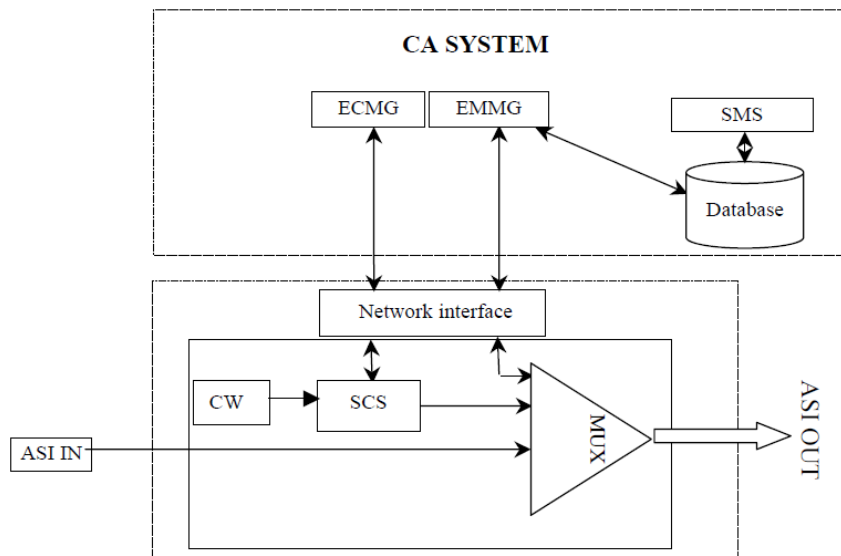 CA SYSTEM
ECMG
EMMG
SMS
Database
Network interface
CW
SCS
MUX
ASI IN
ASI OUT